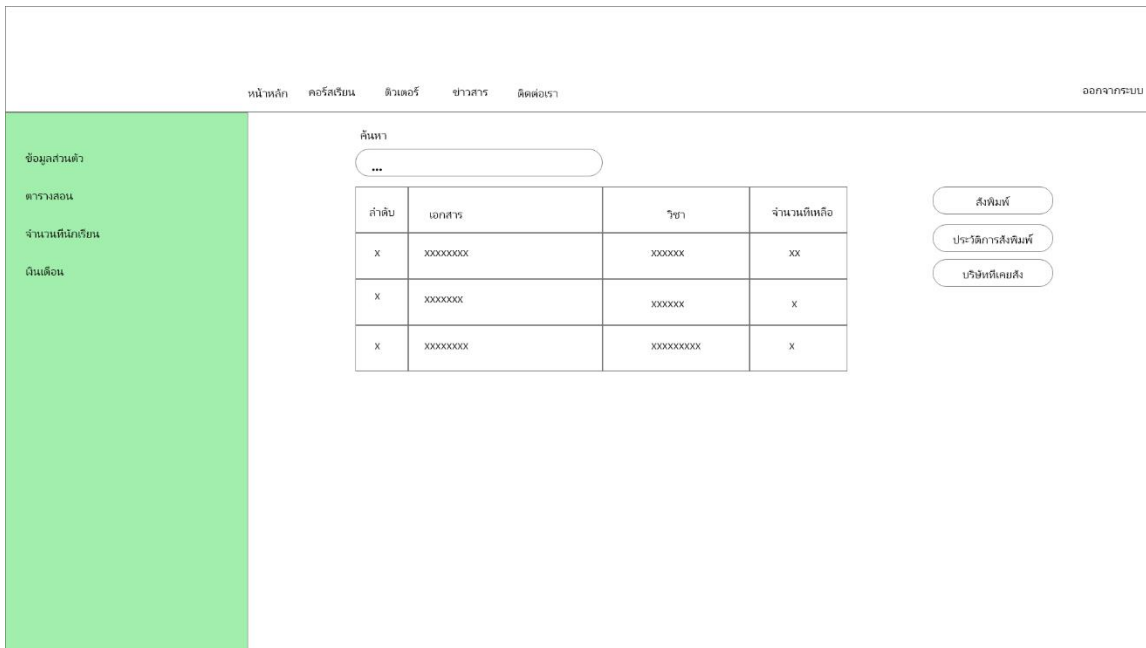 หน้าหลัก คอร์สเรียน ติวเตอร์ ข่าวสาร ติดต่อเรา ออกจากระบบ
ข้อมูลส่วนตัว
ตารางสอน
จำนวนที่นักเรียน
เงินเดือน
ค้นหา
...
ลำดับ เอกสาร วิชา จำนวนที่เหลือ
x xxxxxxxx xxxxxx xx
x xxxxxxx xxxxxx x
x xxxxxxxx xxxxxxxxx x
สั่งพิมพ์
ประวัติการสั่งพิมพ์
บริษัทที่เคยสั่ง